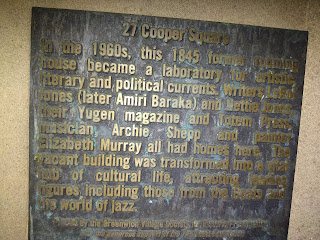 27 Cooper Square
In the 1960s, this 1845 former rooming
house became a laboratory for artistic,
literary and political currents. Writers LeRoi
Jones (later Amiri Baraka) and Hettie Jones,
their Yugen magazine and Totem Press,
musician Archie Shepp and painter
Elizabeth Murray all had homes here. The
vacant building was transformed into a vital
hub of cultural life, attracting leading
figures including those from the Beats and
the world of jazz.
by the Greenwich Village Society for Historic Preservation